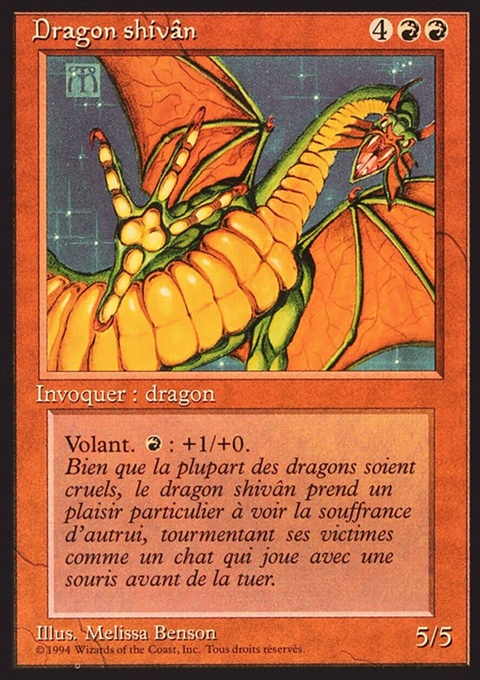 Dragon shivân 4
Invoquer : dragon
Volant. : +1/+0.
Bien que la plupart des dragons soient
cruels, le dragon shivân prend un
plaisir particulier à voir la souffrance
d'autrui, tourmentant ses victimes
comme un chat qui joue avec une
souris avant de la tuer.
Illus. Melissa Benson 5/5
©1994 Wizards of the Coast, Inc. Tous droits réservés.